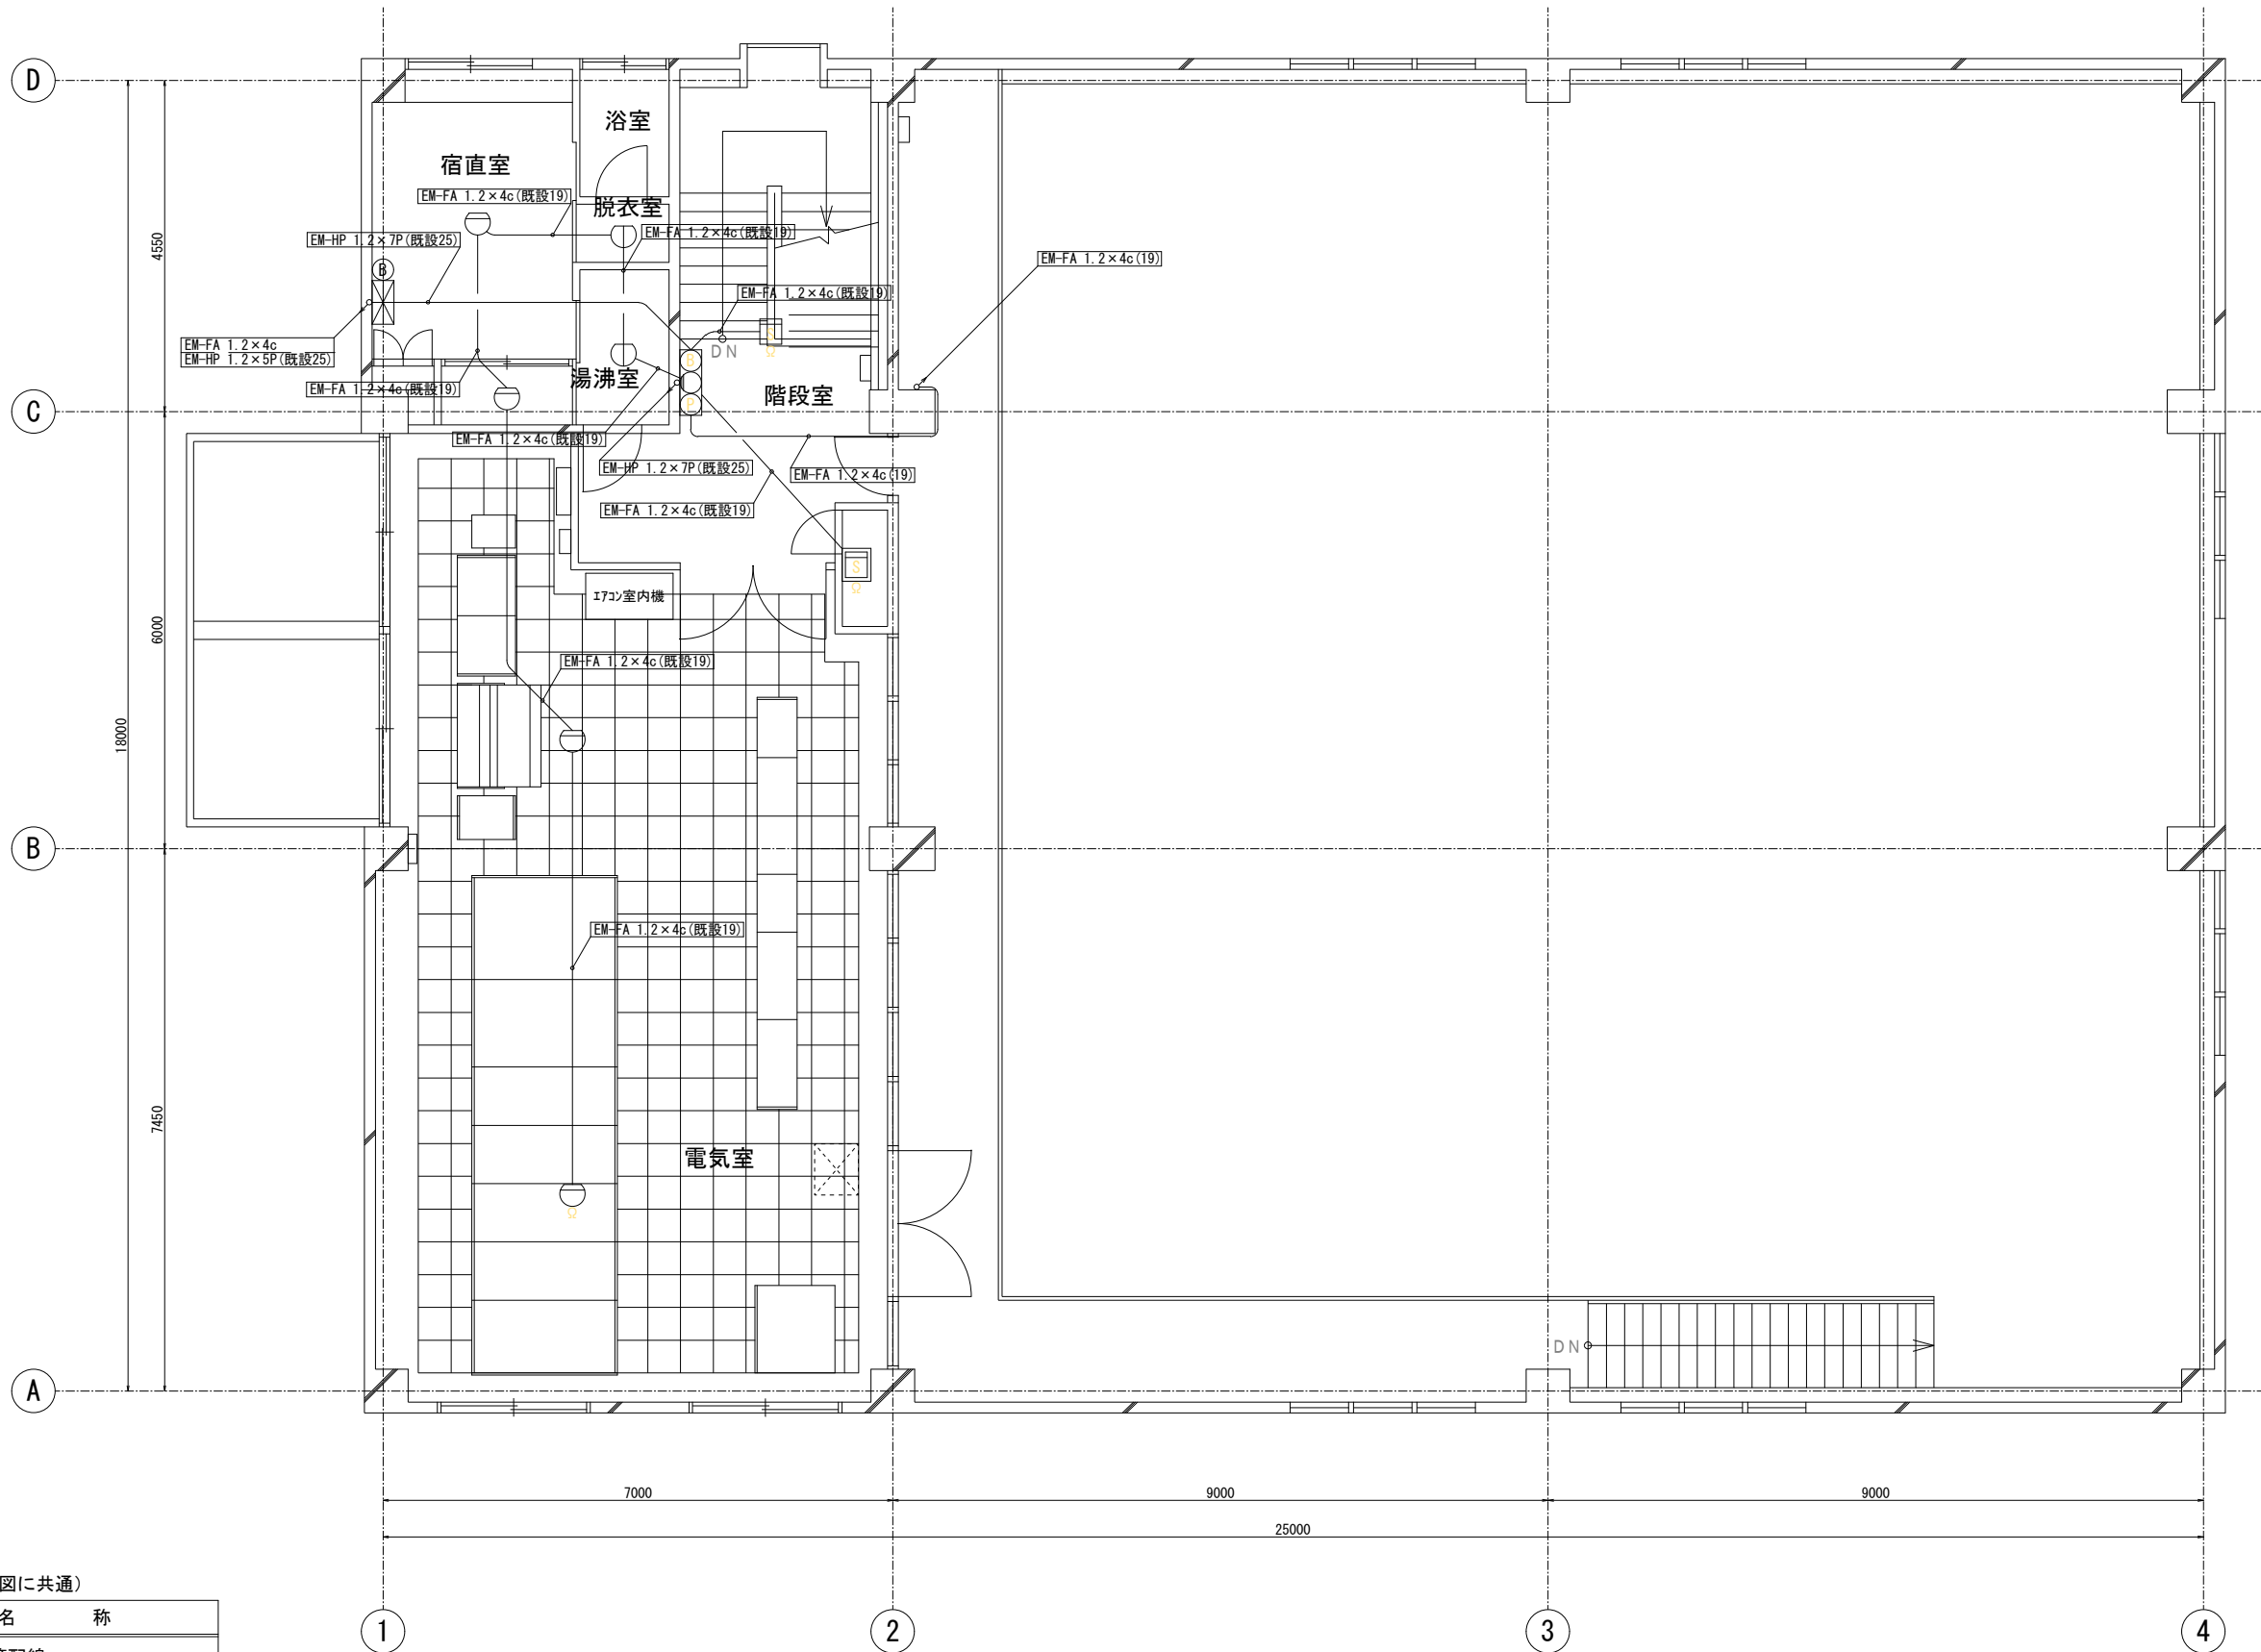 D
浴室
宿直室
EM-FA 1.2×4c(既設19)
脱衣室
EM-FA 1.2×4c(既設19)
EM-HP 1.2×7P(既設25)
4550
EM-FA 1.2×4c(19)
B
EM-FA 1.2×4c(既設19)
EM-FA 1.2×4c
EM-HP 1.2×5P(既設25)
DN
S
Ω
B
湯沸室
EM-FA 1.2×4c(既設19)
階段室
P
C
EM-FA 1.2×4c(既設19)
EM-HP 1.2×7P(既設25)
EM-FA 1.2×4c(19)
EM-FA 1.2×4c(既設19)
S
Ω
エアコン室内機
6000
EM-FA 1.2×4c(既設19)
18000
B
EM-FA 1.2×4c(既設19)
7450
電気室
Ω
DN
A
7000
9000
9000
25000
図に共通)
名 称
1
2
3
4